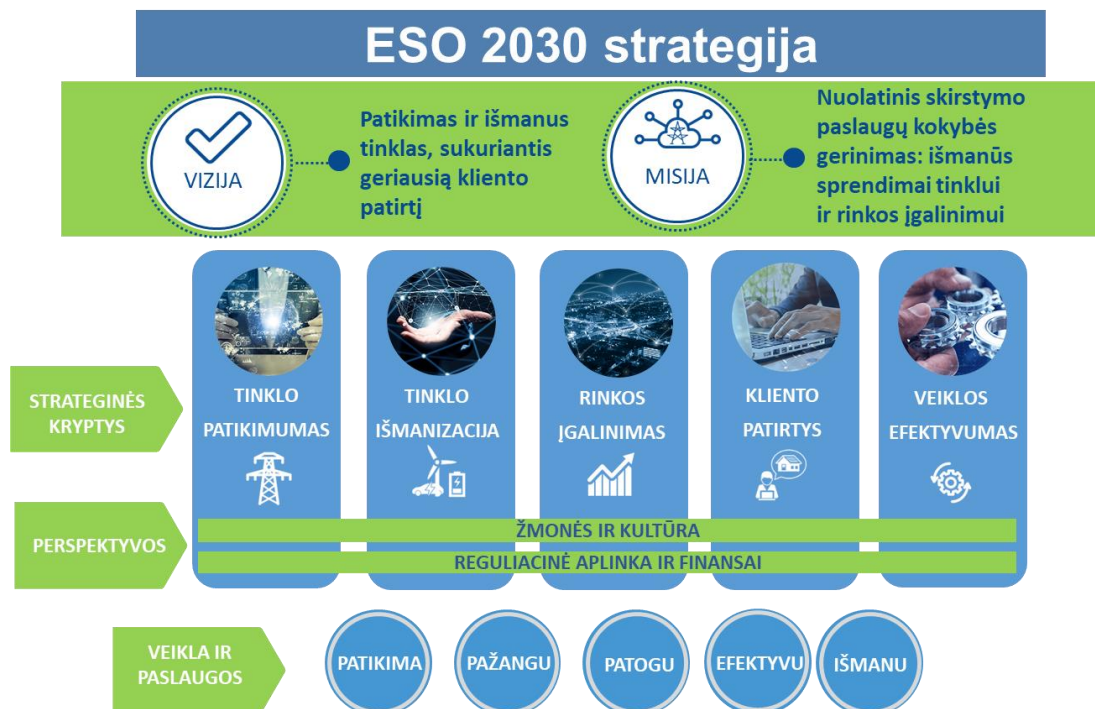 ESO 2030 strategija
VIZIJA
Patikimas ir išmanus
tinklas, sukuriantis
geriausią kliento
patirtį
MISIJA
Nuolatinis skirstymo
paslaugų kokybės
gerinimas: išmanūs
sprendimai tinklui
ir rinkos įgalinimui
STRATEGINĖS
KRYPTYS
TINKLO
PATIKIMUMAS
TINKLO
IŠMANIZACIJA
RINKOS
ĮGALINIMAS
KLIENTO
PATIRTYS
VEIKLOS
EFEKTYVUMAS
PERSPEKTYVOS
ŽMONĖS IR KULTŪRA
REGULIACINĖ APLINKA IR FINANSAI
VEIKLA IR
PASLAUGOS
PATIKIMA
PAŽANGU
PATOGU
EFEKTYVU
IŠMANU